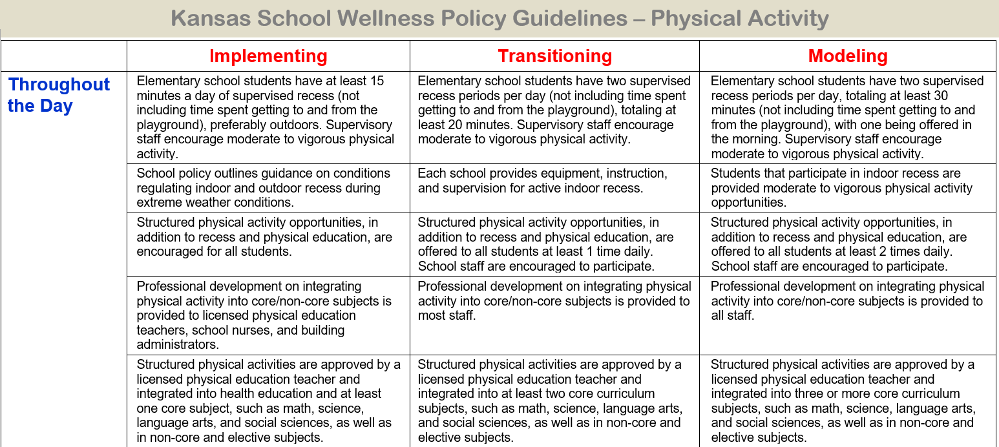 Kansas School Wellness Policy Guidelines – Physical Activity
Implementing
Transitioning
Modeling
Throughout
the Day
Elementary school students have at least 15
minutes a day of supervised recess (not
including time spent getting to and from the
playground), preferably outdoors. Supervisory
staff encourage moderate to vigorous physical
activity.
Elementary school students have two supervised
recess periods per day (not including time spent
getting to and from the playground), totaling at
least 20 minutes. Supervisory staff encourage
moderate to vigorous physical activity.
Elementary school students have two supervised
recess periods per day, totaling at least 30
minutes (not including time spent getting to and
from the playground), with one being offered in
the morning. Supervisory staff encourage
moderate to vigorous physical activity.
School policy outlines guidance on conditions
regulating indoor and outdoor recess during
extreme weather conditions.
Each school provides equipment, instruction,
and supervision for active indoor recess.
Students that participate in indoor recess are
provided moderate to vigorous physical activity
opportunities.
Structured physical activity opportunities, in
addition to recess and physical education, are
encouraged for all students.
Structured physical activity opportunities, in
addition to recess and physical education, are
offered to all students at least 1 time daily.
School staff are encouraged to participate.
Structured physical activity opportunities, in
addition to recess and physical education, are
offered to all students at least 2 times daily.
School staff are encouraged to participate.
Professional development on integrating
physical activity into core/non-core subjects is
provided to licensed physical education
teachers, school nurses, and building
administrators.
Professional development on integrating physical
activity into core/non-core subjects is provided to
most staff.
Professional development on integrating physical
activity into core/non-core subjects is provided to
all staff.
Structured physical activities are approved by a
licensed physical education teacher and
integrated into health education and at least
one core subject, such as math, science,
language arts, and social sciences, as well as
in non-core and elective subjects.
Structured physical activities are approved by a
licensed physical education teacher and
integrated into at least two core curriculum
subjects, such as math, science, language arts,
and social sciences, as well as in non-core and
elective subjects.
Structured physical activities are approved by a
licensed physical education teacher and
integrated into three or more core curriculum
subjects, such as math, science, language arts,
and social sciences, as well as in non-core and
elective subjects.